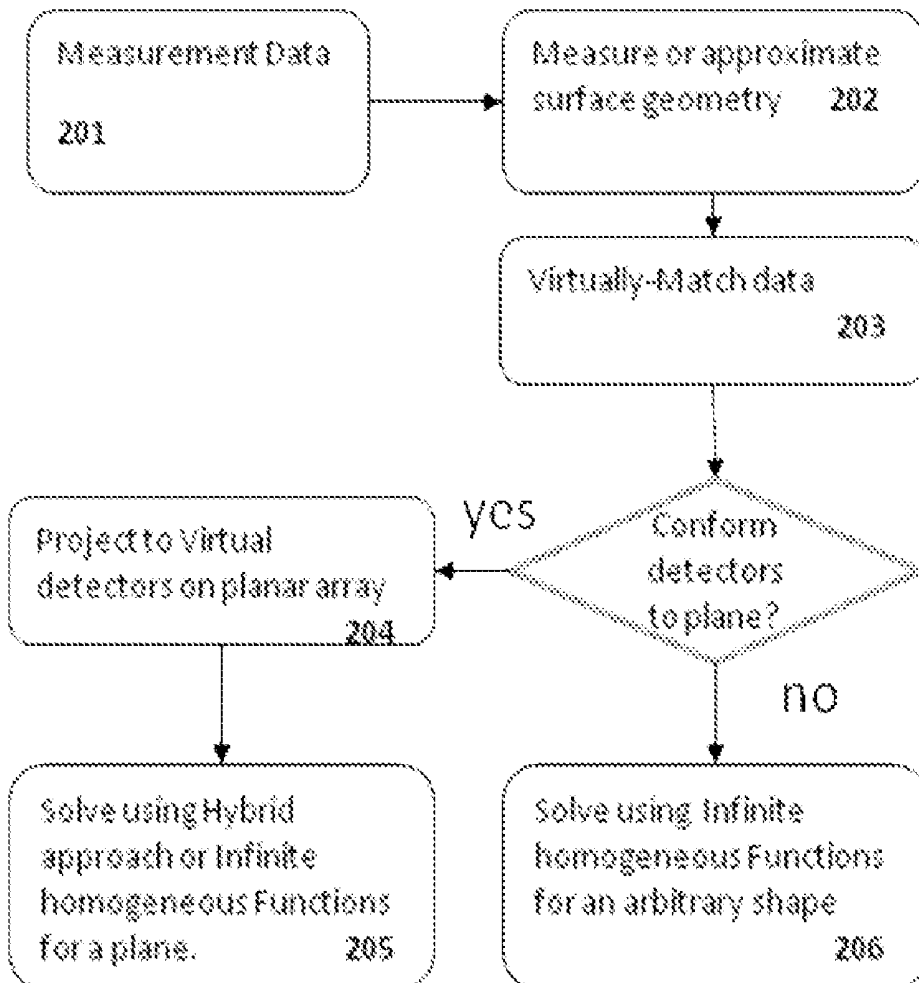 Measurement Data
201
Measure or approximate
surface geometry 202
Virtually-Match data
203
Conform
detectors
to plane?
yes
no
Project to Virtual
detectors on planar array
204
Solve using Hybrid
approach or Infinite
homogeneous Functions
for a plane. 205
Solve using Infinite
homogeneous Functions
for an arbitrary shape
206